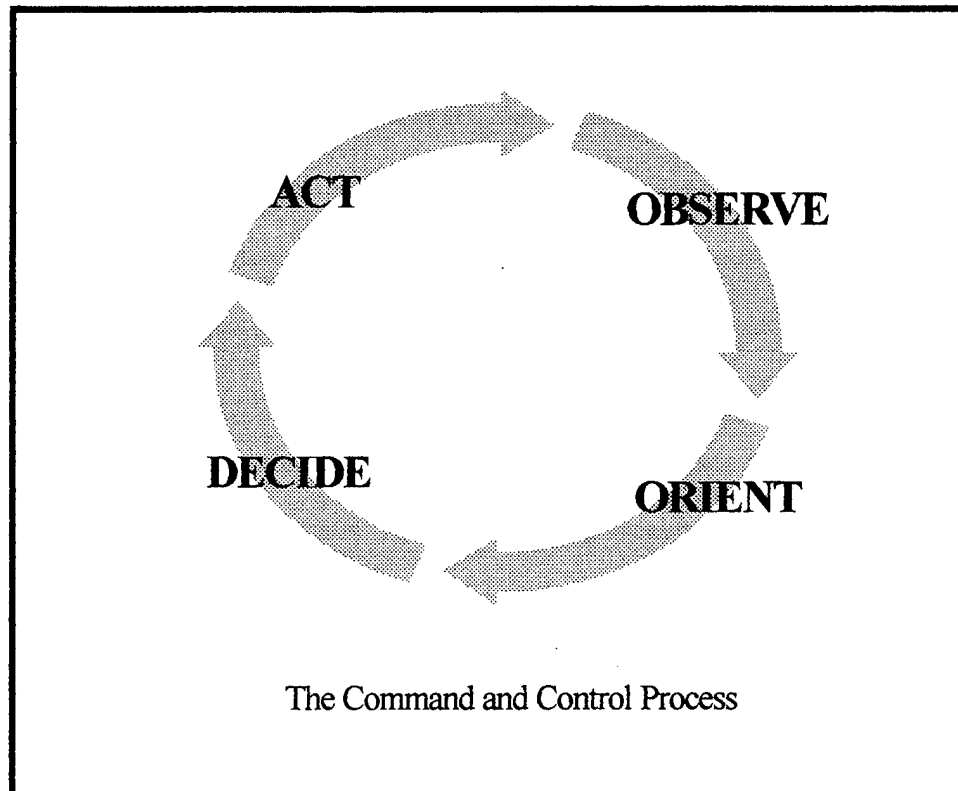 ACT
OBSERVE
DECIDE
ORIENT
The Command and Control Process